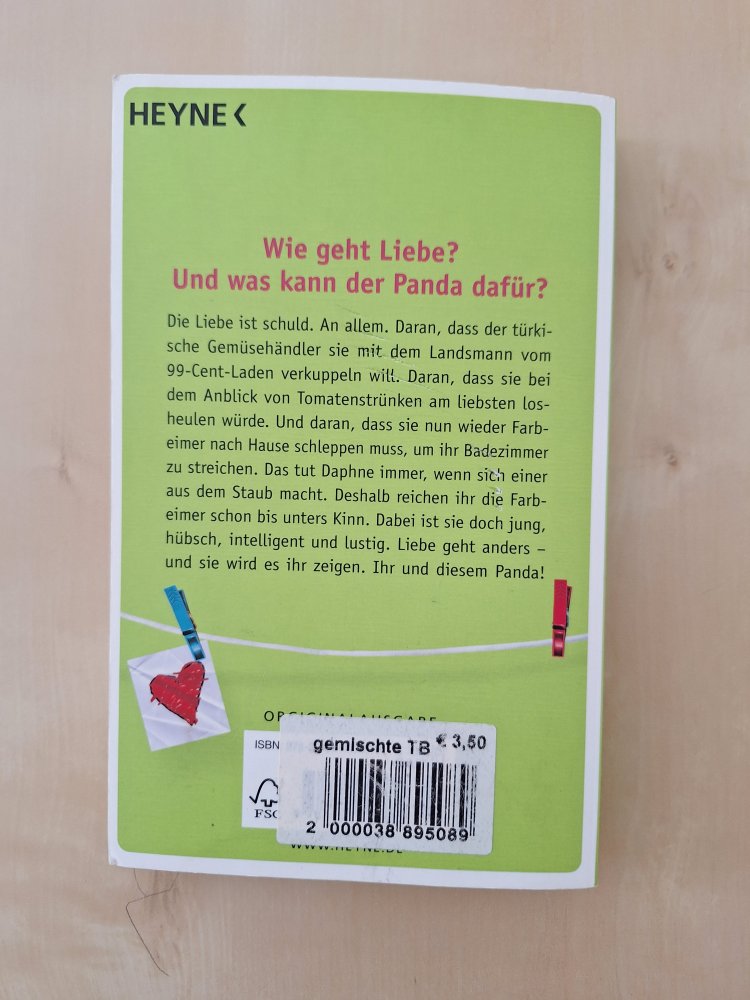 HEYNE <
Wie geht Liebe?
Und was kann der Panda dafür?
Die Liebe ist schuld. An allem. Daran, dass der türki-
sche Gemüsehändler sie mit dem Landsmann vom
99-Cent-Laden verkuppeln will. Daran, dass sie bei
dem Anblick von Tomatenstrünken am liebsten los-
heulen würde. Und daran, dass sie nun wieder Farb-
eimer nach Hause schleppen muss, um ihr Badezimmer
zu streichen. Das tut Daphne immer, wenn sich einer
aus dem Staub macht. Deshalb reichen ihr die Farb-
eimer schon bis unters Kinn. Dabei ist sie doch jung,
hübsch, intelligent und lustig. Liebe geht anders –
und sie wird es ihr zeigen. Ihr und diesem Panda!
ISBN
gemischte TB € 3,50
FSC
2 000038 895089
WWW.HEYNE.DE